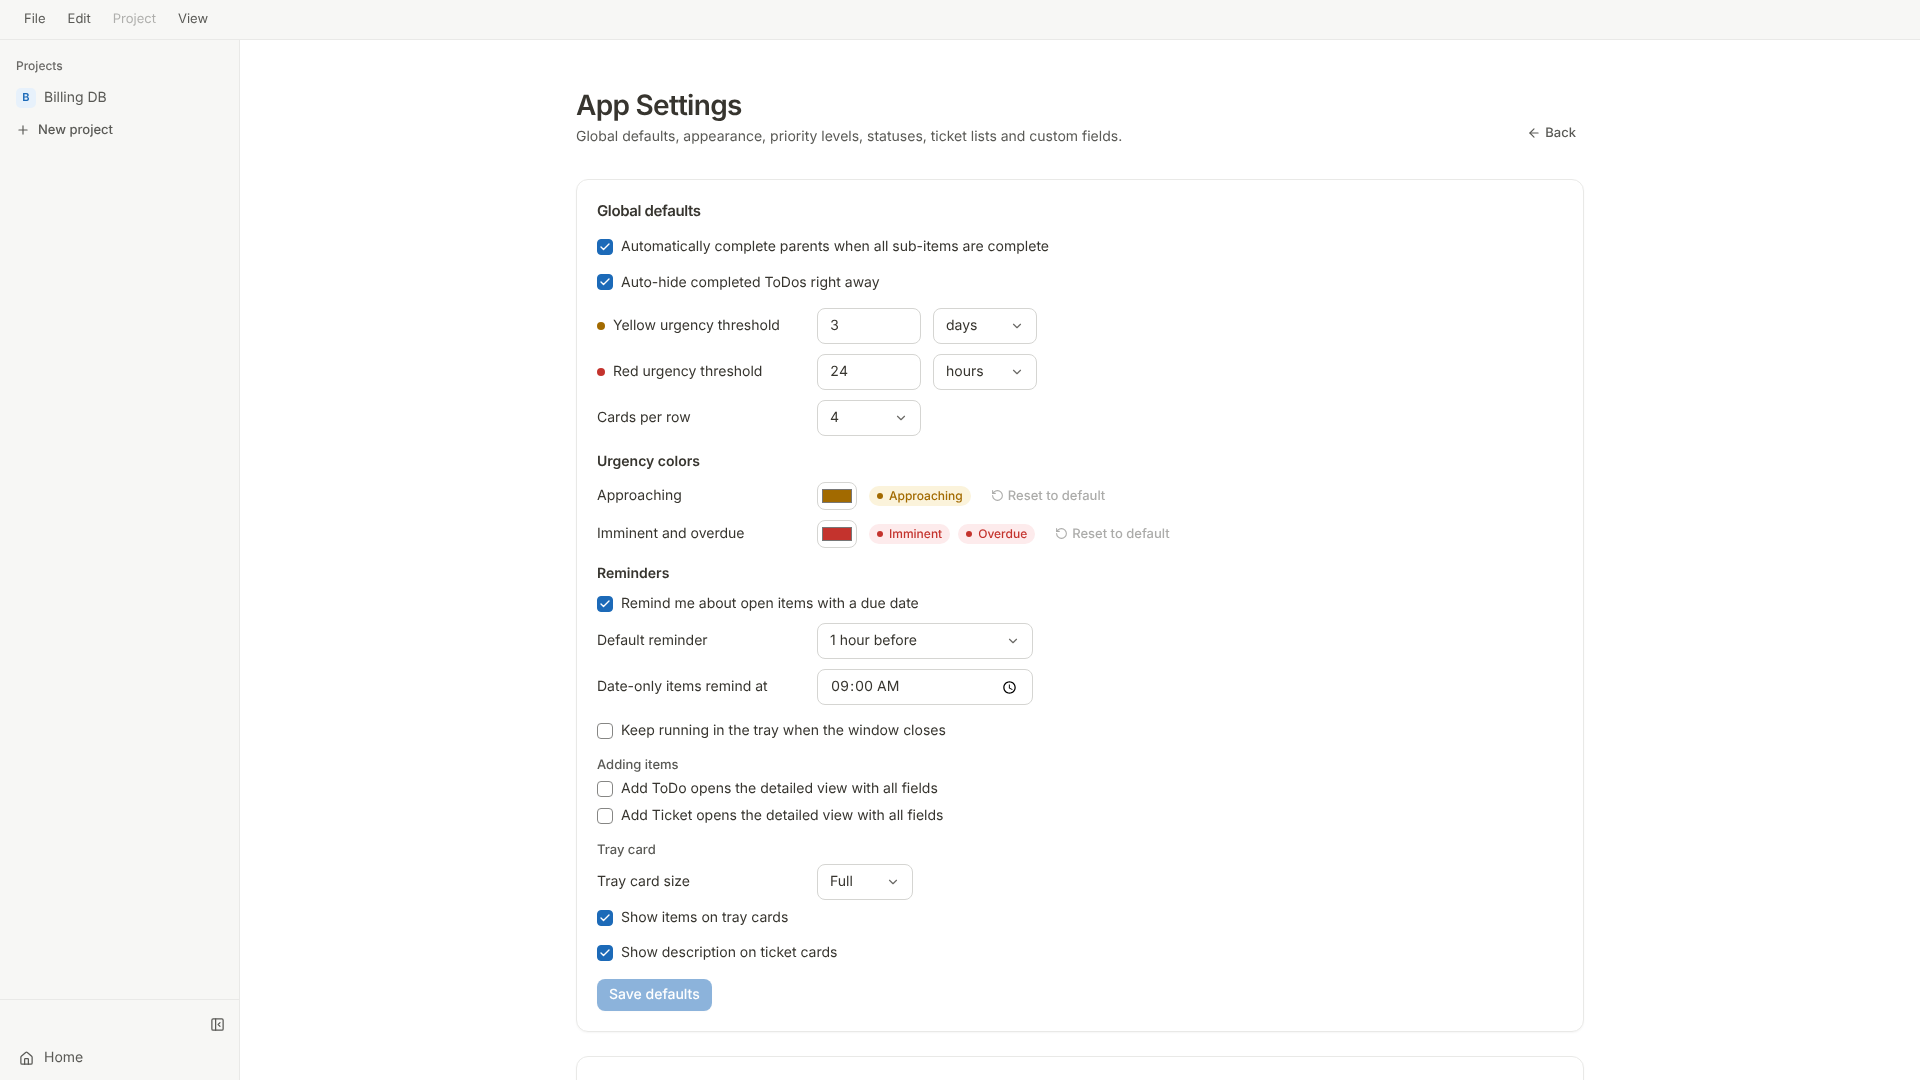 File Edit Project View
Projects
B Billing DB
New project
Home
App Settings
Global defaults, appearance, priority levels, statuses, ticket lists and custom fields.
Back
Global defaults
Automatically complete parents when all sub-items are complete
Auto-hide completed ToDos right away
Yellow urgency threshold 3 days
Red urgency threshold 24 hours
Cards per row 4
Urgency colors
Approaching Approaching Reset to default
Imminent and overdue Imminent Overdue Reset to default
Reminders
Remind me about open items with a due date
Default reminder 1 hour before
Date-only items remind at 09:00 AM
Keep running in the tray when the window closes
Adding items
Add ToDo opens the detailed view with all fields
Add Ticket opens the detailed view with all fields
Tray card
Tray card size Full
Show items on tray cards
Show description on ticket cards
Save defaults